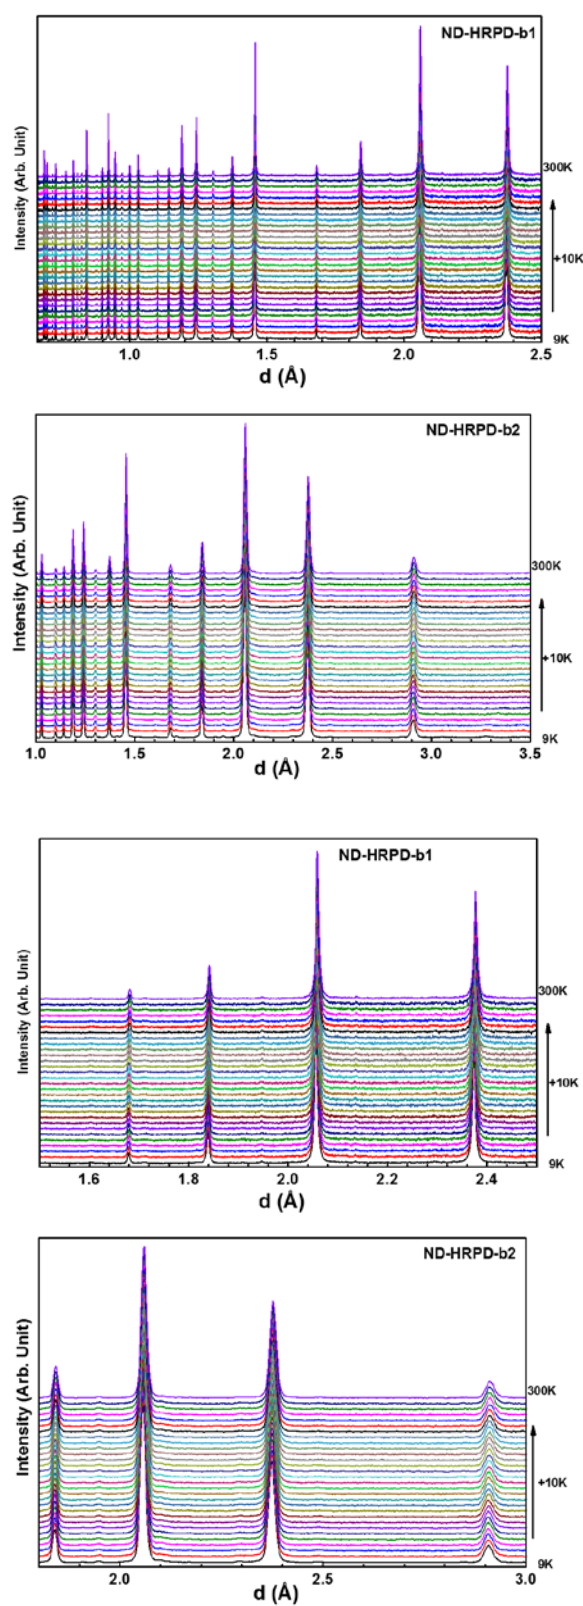 ND-HRPD-b1
Intensity (Arb. Unit)
300K
+10K
9K
1.0 1.5 2.0 2.5
d (Å)
ND-HRPD-b2
Intensity (Arb. Unit)
300K
+10K
9K
1.0 1.5 2.0 2.5 3.0 3.5
d (Å)
ND-HRPD-b1
Intensity (Arb. Unit)
300K
+10K
9K
1.6 1.8 2.0 2.2 2.4
d (Å)
ND-HRPD-b2
Intensity (Arb. Unit)
300K
+10K
9K
2.0 2.5 3.0
d (Å)